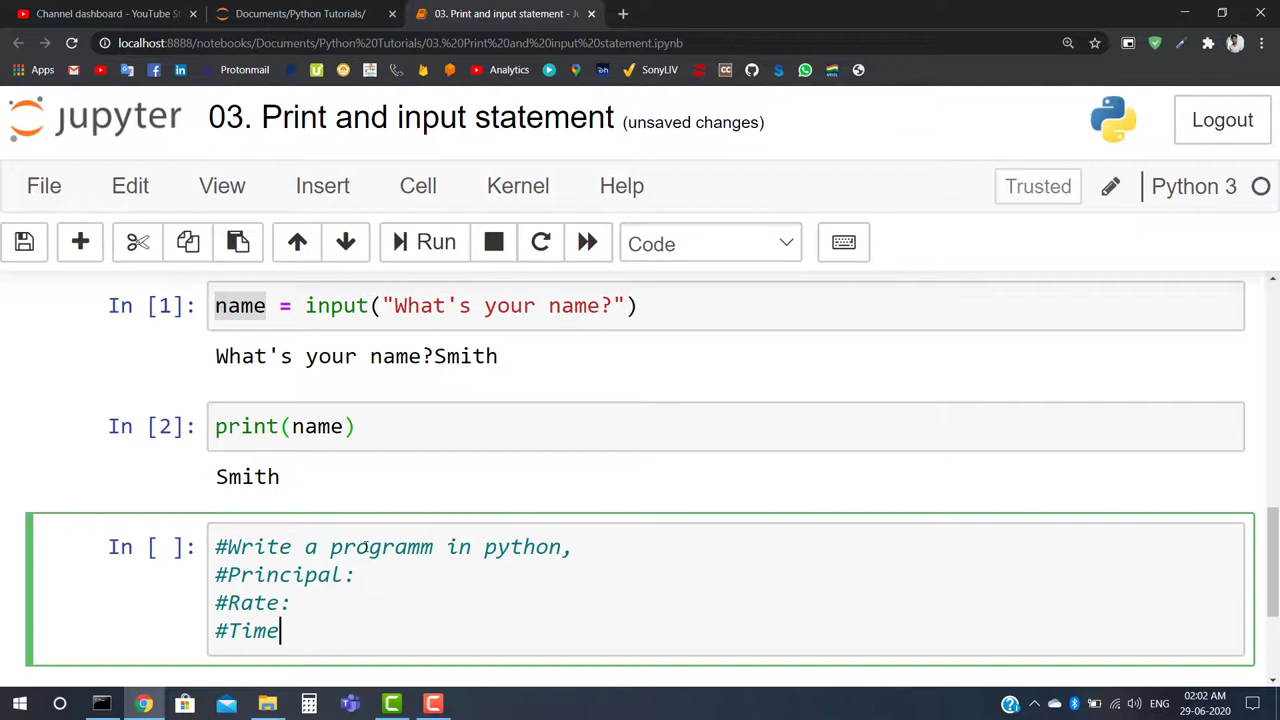 Channel dashboard - YouTube St
Documents/Python Tutorials/
03. Print and input statement - J
localhost:8888/notebooks/Documents/Python%20Tutorials/03.%20Print%20and%20input%20statement.ipynb
Apps
Protonmail
Analytics
SonyLIV
jupyter 03. Print and input statement (unsaved changes)
Logout
File Edit View Insert Cell Kernel Help
Trusted
Python 3
Run
Code
In [1]: name = input("What's your name?")
What's your name?Smith
In [2]: print(name)
Smith
In [ ]: #Write a programm in python,
#Principal:
#Rate:
#Time
ENG
02:02 AM
29-06-2020